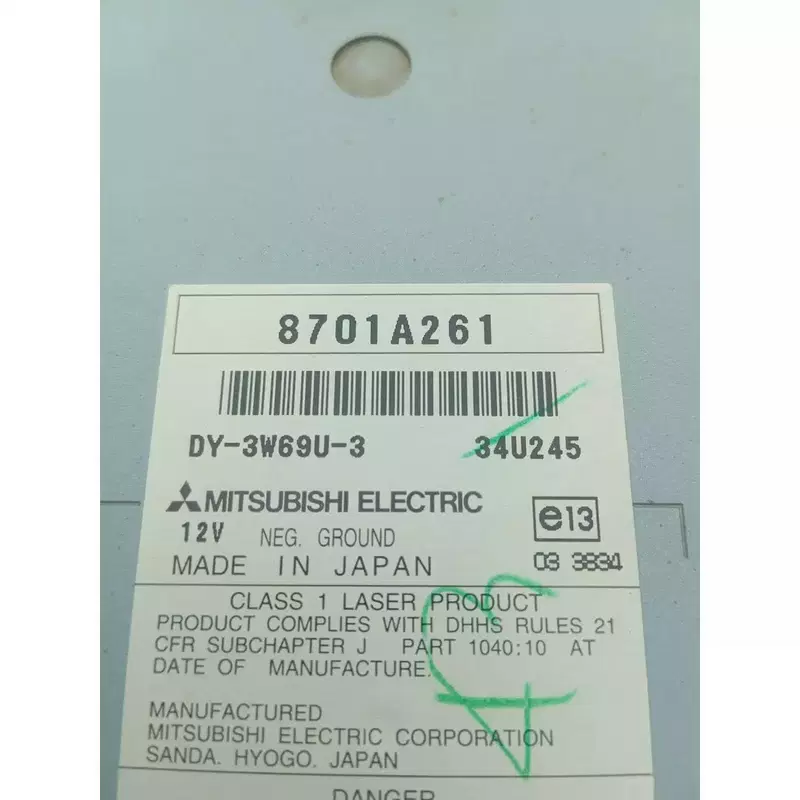 8701A261
DY-3W69U-3 34U245
MITSUBISHI ELECTRIC
12V NEG. GROUND
e13
MADE IN JAPAN
03 3834
CLASS 1 LASER PRODUCT
PRODUCT COMPLIES WITH DHHS RULES 21
CFR SUBCHAPTER J PART 1040:10 AT
DATE OF MANUFACTURE.
MANUFACTURED
MITSUBISHI ELECTRIC CORPORATION
SANDA. HYOGO. JAPAN
DANGER